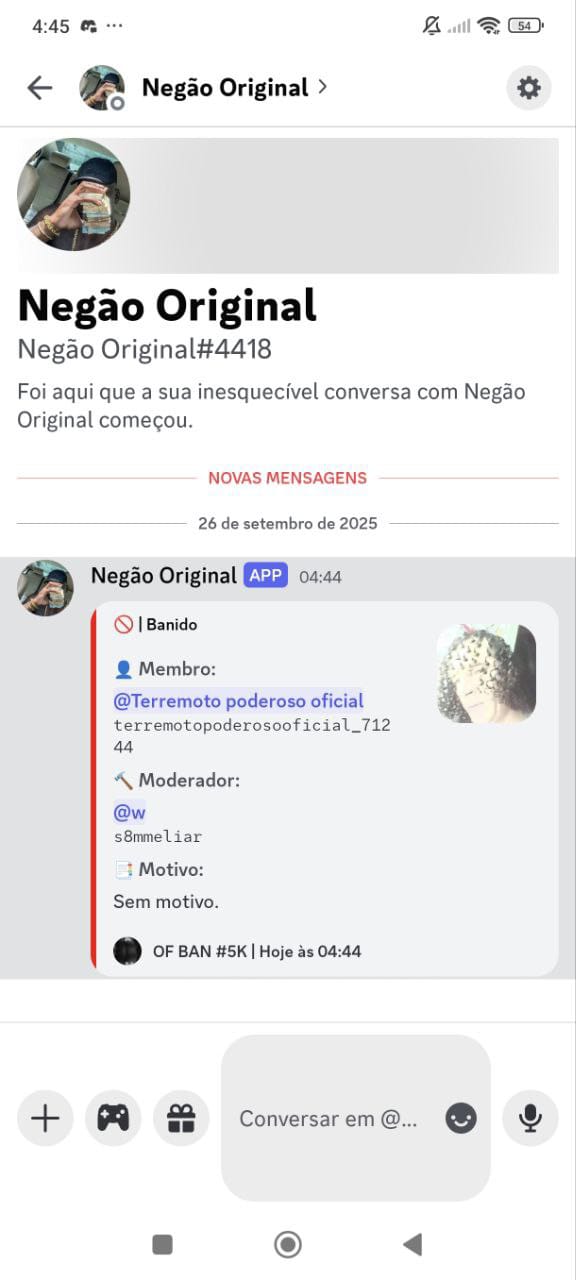 4:45
54
Negão Original
Negão Original
Negão Original#4418
Foi aqui que a sua inesquecível conversa com Negão
Original começou.
NOVAS MENSAGENS
26 de setembro de 2025
Negão Original APP 04:44
| Banido
Membro:
@Terremoto poderoso oficial
terremotopoderosooficial_712
44
Moderador:
@w
s8mmeliar
Motivo:
Sem motivo.
OF BAN #5K | Hoje às 04:44
Conversar em @...